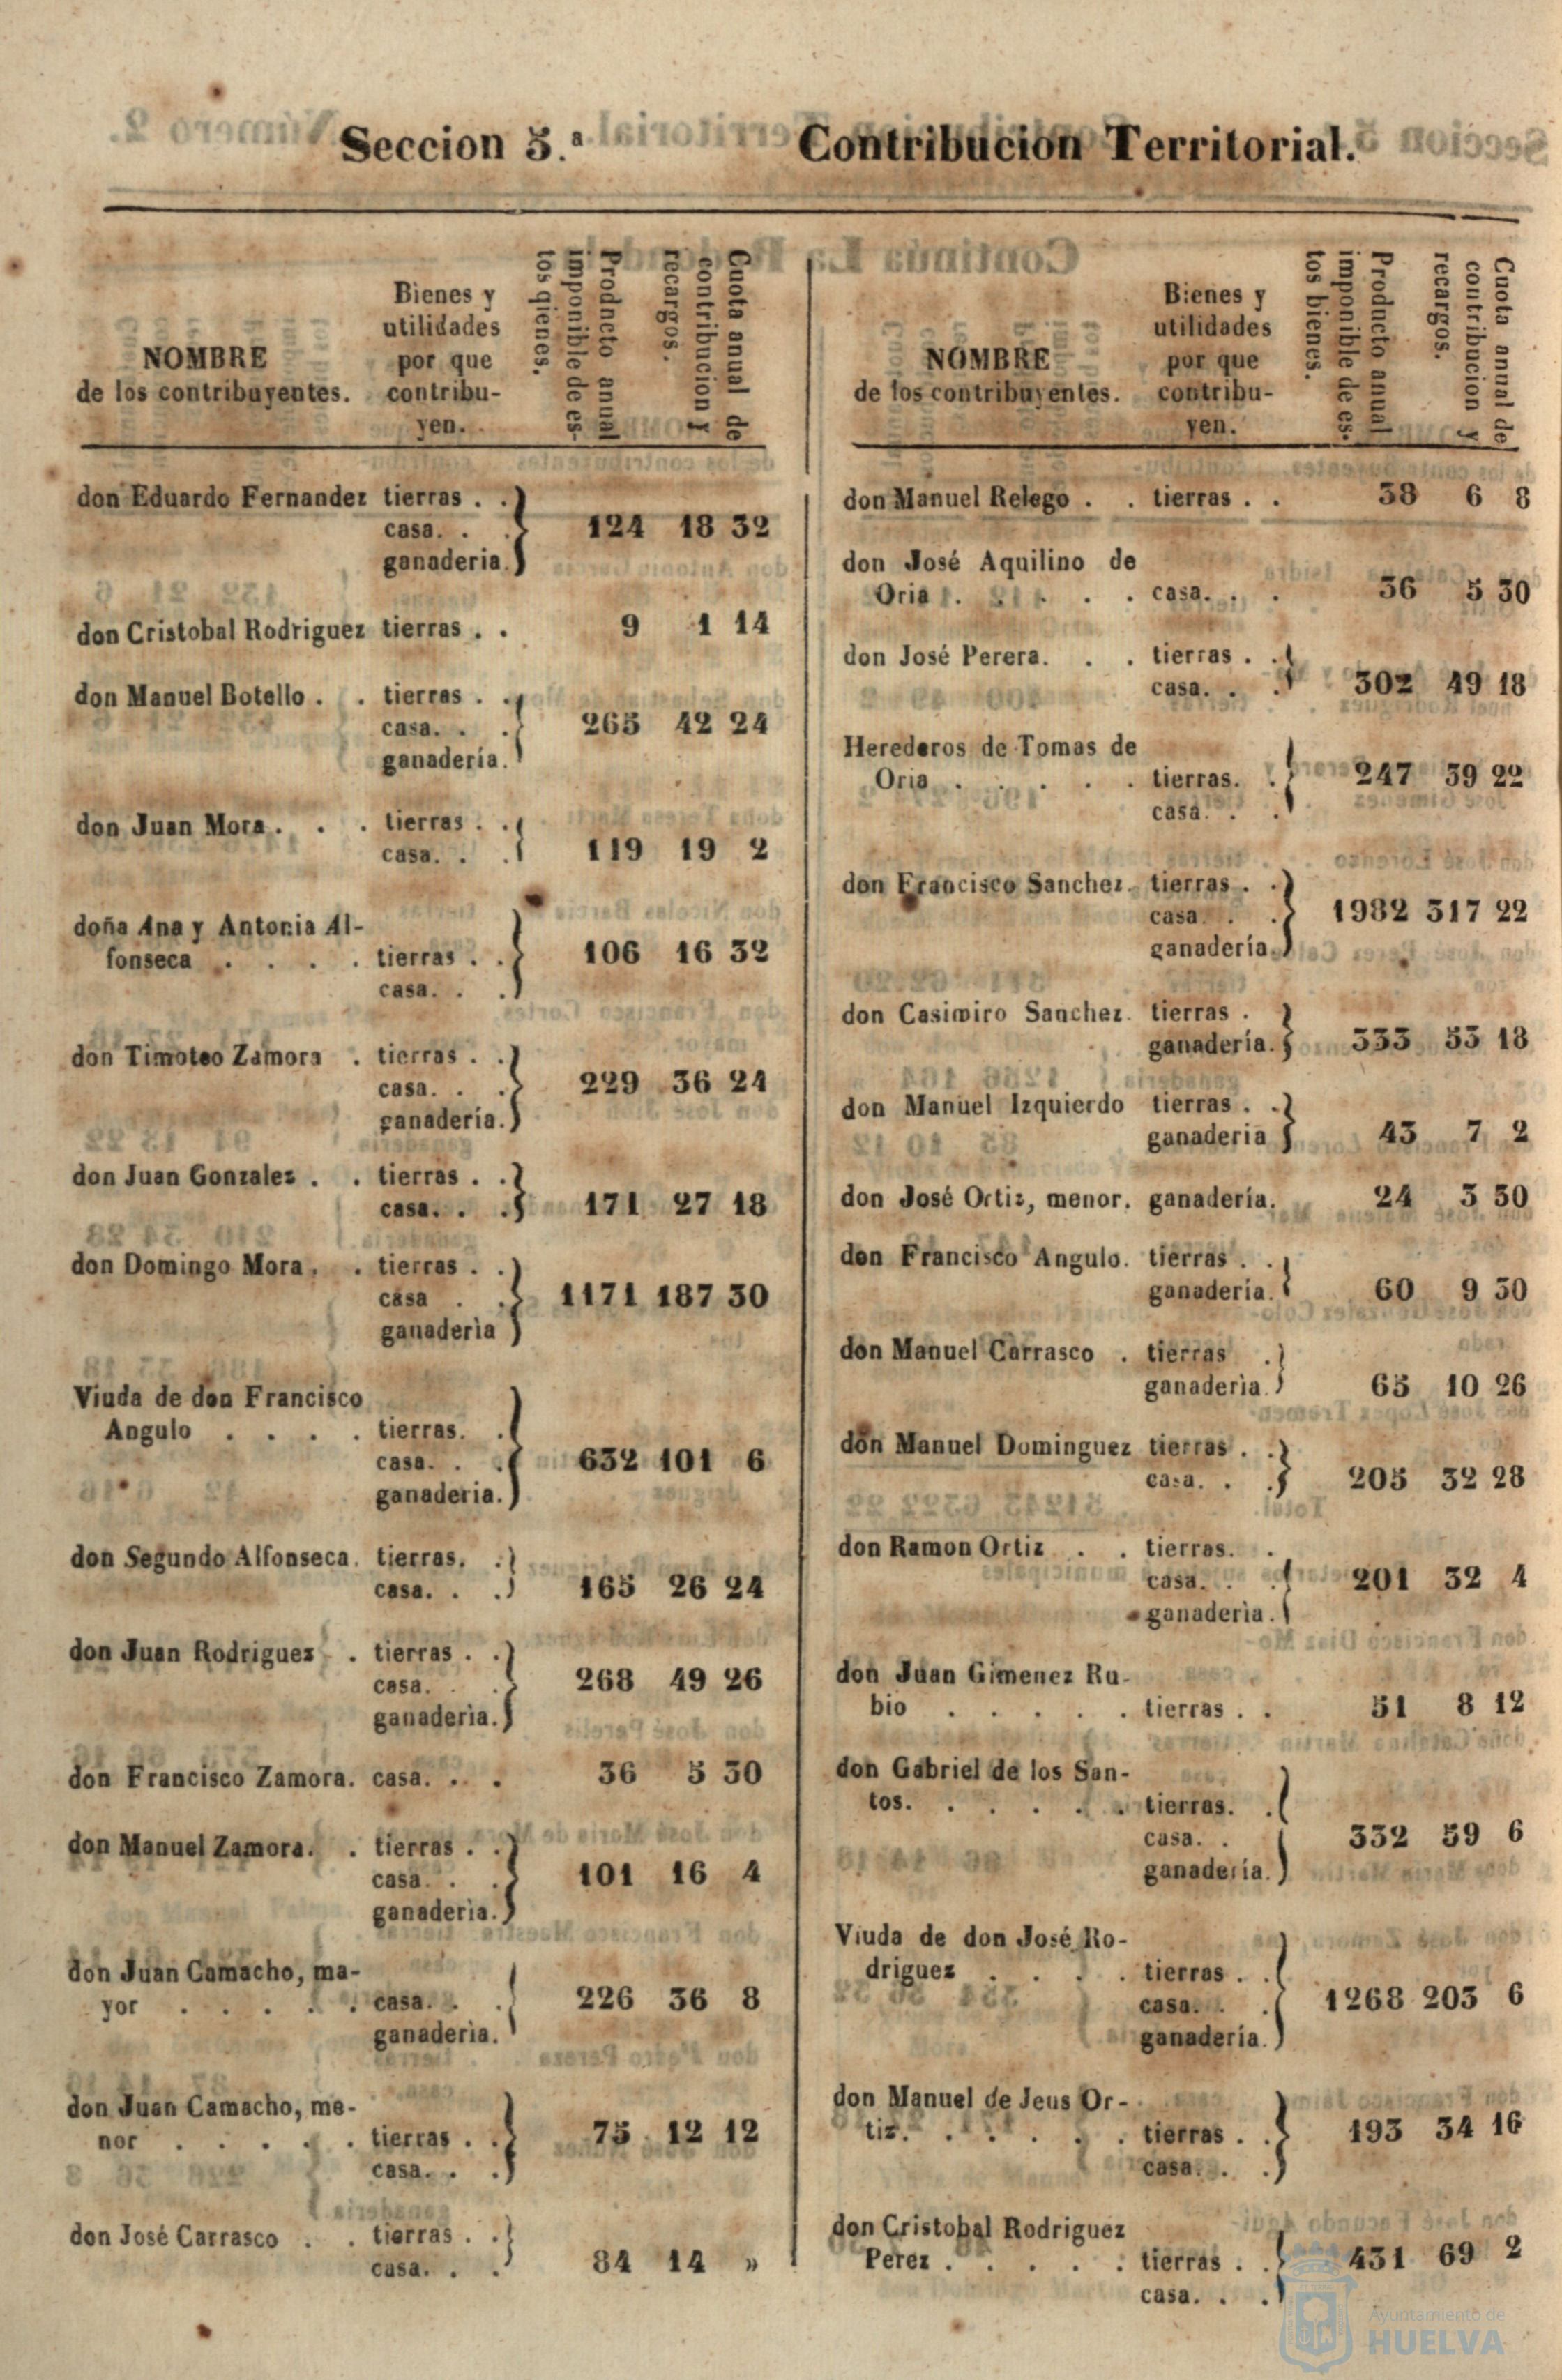 Seccion 5.ª Contribucion Territorial.
NOMBRE
de los contribuyentes.
Bienes y
utilidades
por que
contribu-
yen.
Producto anual
imponible de es-
tos qienes.
Cuota anual de
contribucion y
recargos.
don Eduardo Fernandez tierras . .
casa. . . 124 18 32
ganaderia.
don Cristobal Rodriguez tierras . . 9 1 14
don Manuel Botello . . tierras . .
casa. . . 265 42 24
ganadería.
don Juan Mora . . . tierras . .
casa. . . 119 19 2
doña Ana y Antonia Al-
fonseca . . . . tierras . . 106 16 32
casa. . .
don Timoteo Zamora . tierras . .
casa. . . 229 36 24
ganadería.
don Juan Gonzalez . . tierras . .
casa. . . 171 27 18
don Domingo Mora . . tierras . .
casa . . 1171 187 30
ganaderìa
Viuda de don Francisco
Angulo . . . . tierras. .
casa. . . 632 101 6
ganaderia.
don Segundo Alfonseca. tierras. .
casa. . . 165 26 24
don Juan Rodriguez . tierras . .
casa. . . 268 49 26
ganaderìa.
don Francisco Zamora. casa. . . 36 5 30
don Manuel Zamora. . tierras . .
casa. . . 101 16 4
ganaderìa.
don Juan Camacho, ma-
yor . . . . . casa. . . 226 36 8
ganaderìa.
don Juan Camacho, me-
nor . . . . . tierras . . 75 12 12
casa. . .
don José Carrasco . . tierras . .
casa. . . 84 14 »
NOMBRE
de los contribuyentes.
Bienes y
utilidades
por que
contribu-
yen.
Producto anual
imponible de es-
tos bienes.
Cuota anual de
contribucion y
recargos.
don Manuel Relego . . tierras . . 38 6 8
don José Aquilino de
Oria . . . . . casa. . . 36 5 30
don José Perera. . . tierras . .
casa. . . 302 49 18
Herederos de Tomas de
Oria . . . . . tierras. . 247 39 22
casa. . .
don Francisco Sanchez. tierras . .
casa. . . 1982 317 22
ganadería.
don Casimiro Sanchez. tierras .
ganadería. 333 53 18
don Manuel Izquierdo tierras . .
ganaderia 43 7 2
don José Ortiz, menor. ganadería. 24 3 30
don Francisco Angulo. tierras . .
ganadería. 60 9 30
don Manuel Carrasco . tierras .
ganaderìa. 65 10 26
don Manuel Dominguez tierras . .
casa. . . 205 32 28
don Ramon Ortiz . . tierras. .
casa. . . 201 32 4
ganaderìa.
don Juan Gimenez Ru-
bio . . . . . tierras . . 51 8 12
don Gabriel de los San-
tos. . . . . . tierras. .
casa. . . 332 59 6
ganadería.
Viuda de don José Ro-
driguez . . . . tierras . .
casa. . . 1268 203 6
ganadería.
don Manuel de Jeus Or-
tiz. . . . . . tierras . . 193 34 16
casa. . .
don Cristobal Rodriguez
Perez . . . . . tierras . . 431 69 2
casa. . .
Ayuntamiento de
HUELVA